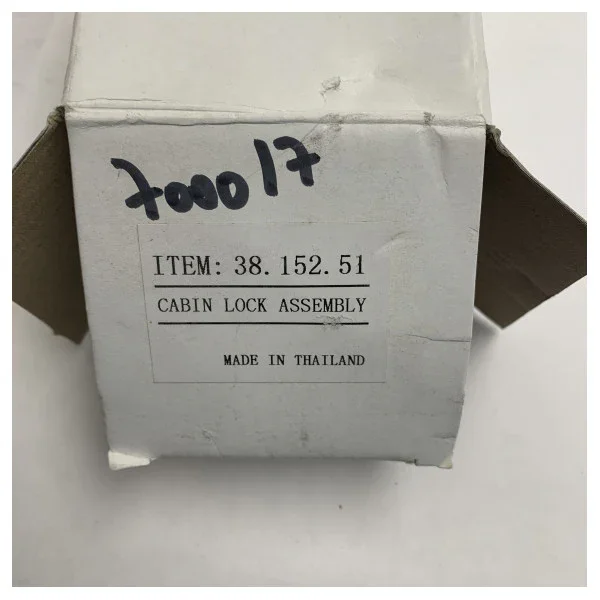 700017
ITEM: 38.152.51
CABIN LOCK ASSEMBLY
MADE IN THAILAND